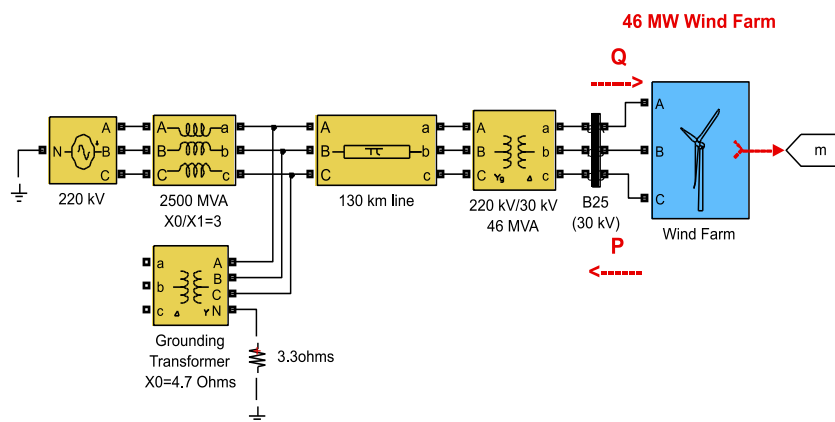 46 MW Wind Farm
Q
N
A
B
C
220 kV
A
B
C
a
b
c
2500 MVA
X0/X1=3
A
B
C
a
b
c
130 km line
A
B
C
a
b
c
Yg
Δ
220 kV/30 kV
46 MVA
B25
(30 kV)
A
B
C
Wind Farm
m
P
a
b
c
A
B
C
N
Δ
Y
Grounding
Transformer
X0=4.7 Ohms
3.3ohms